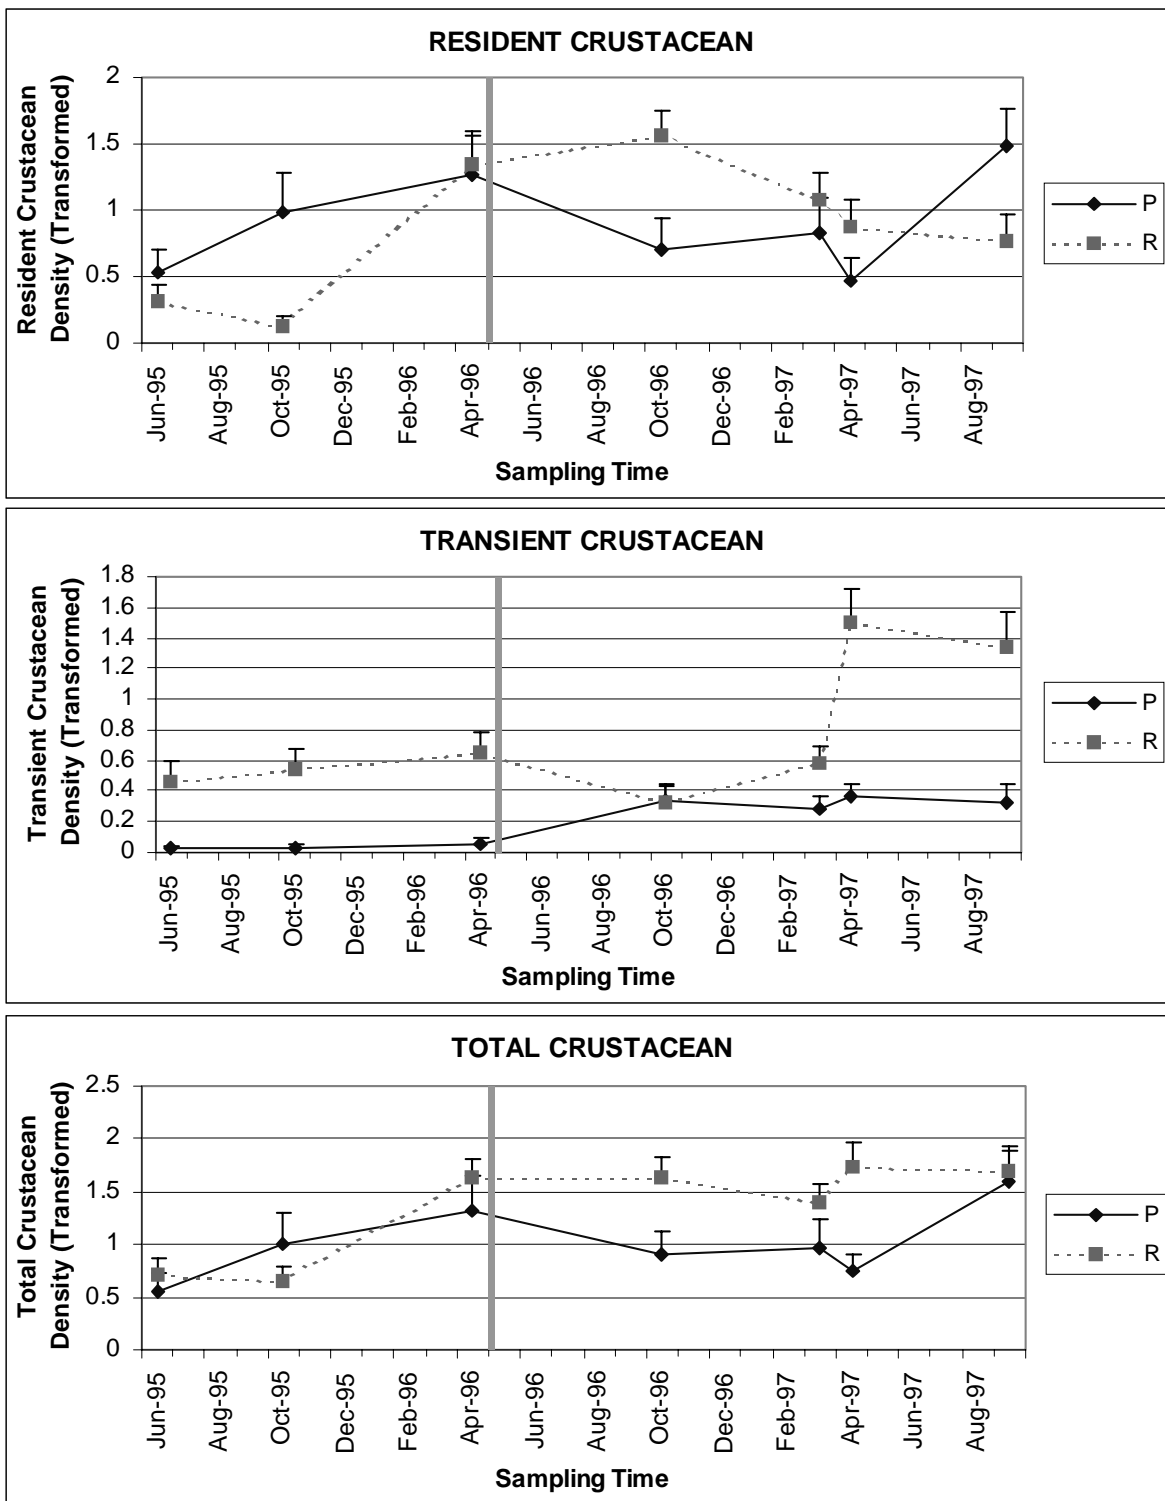 RESIDENT CRUSTACEAN
Resident Crustacean
Density (Transformed)
2
1.5
1
0.5
0
Jun-95
Aug-95
Oct-95
Dec-95
Feb-96
Apr-96
Jun-96
Aug-96
Oct-96
Dec-96
Feb-97
Apr-97
Jun-97
Aug-97
Sampling Time
P
R
TRANSIENT CRUSTACEAN
Transient Crustacean
Density (Transformed)
1.8
1.6
1.4
1.2
1
0.8
0.6
0.4
0.2
0
Jun-95
Aug-95
Oct-95
Dec-95
Feb-96
Apr-96
Jun-96
Aug-96
Oct-96
Dec-96
Feb-97
Apr-97
Jun-97
Aug-97
Sampling Time
P
R
TOTAL CRUSTACEAN
Total Crustacean
Density (Transformed)
2.5
2
1.5
1
0.5
0
Jun-95
Aug-95
Oct-95
Dec-95
Feb-96
Apr-96
Jun-96
Aug-96
Oct-96
Dec-96
Feb-97
Apr-97
Jun-97
Aug-97
Sampling Time
P
R